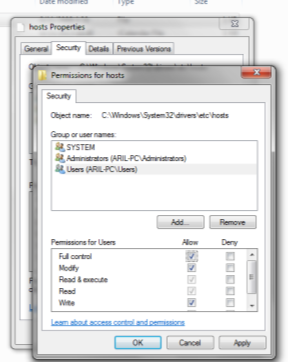 Date modified Type Size
hosts Properties
General Security Details Previous Versions
Permissions for hosts
Security
Object name: C:\Windows\System32\drivers\etc\hosts
Group or user names:
SYSTEM
Administrators (ARIL-PC\Administrators)
Users (ARIL-PC\Users)
Add... Remove
Permissions for Users Allow Deny
Full control
Modify
Read & execute
Read
Write
Learn about access control and permissions
OK Cancel Apply